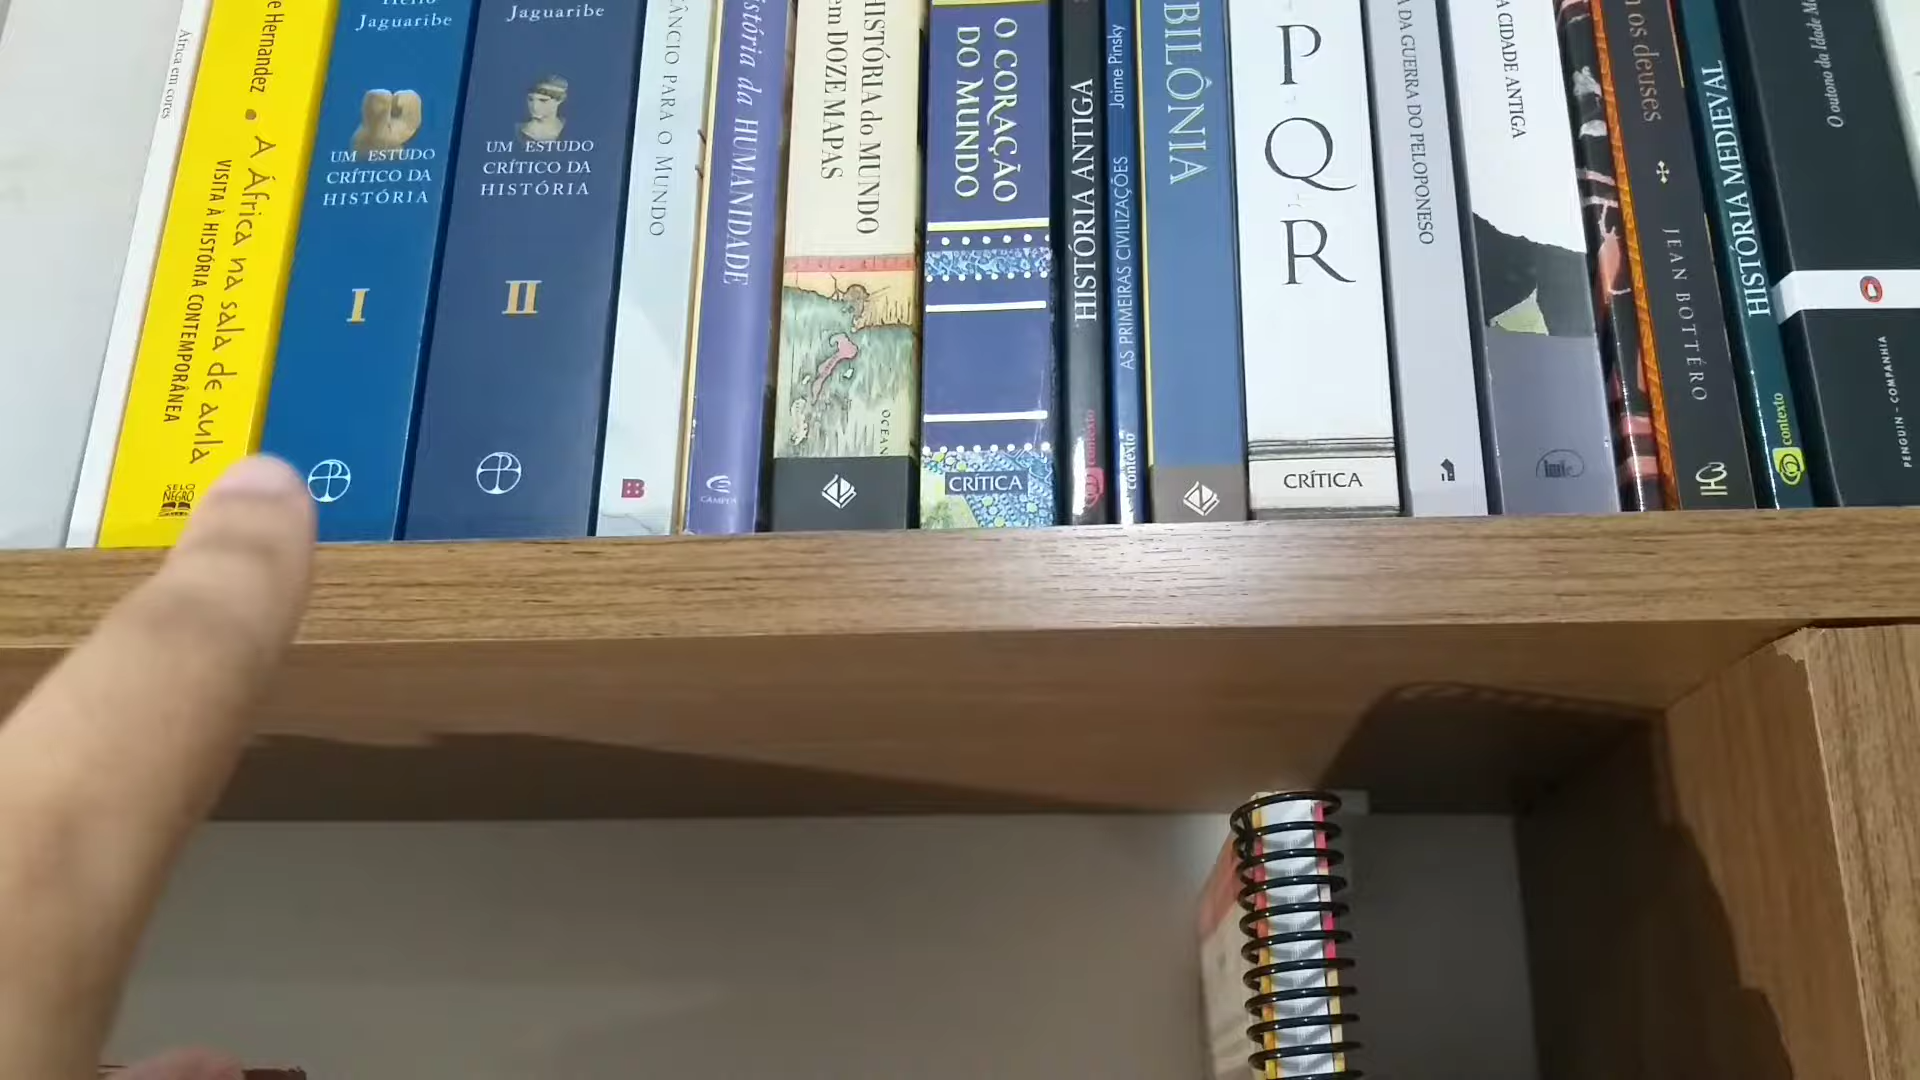 África em cores
Hernandez • A África na sala de aula
VISITA À HISTÓRIA CONTEMPORÂNEA
SELO
NEGRO
Hélio
Jaguaribe
UM ESTUDO
CRÍTICO DA
HISTÓRIA
I
Jaguaribe
UM ESTUDO
CRÍTICO DA
HISTÓRIA
II
PARA O MUNDO
B
da HUMANIDADE
CAMPUS
HISTÓRIA do MUNDO
em DOZE MAPAS
OCEAN
O CORAÇÃO
DO MUNDO
CRÍTICA
HISTÓRIA ANTIGA
contexto
Jaime Pinsky
AS PRIMEIRAS CIVILIZAÇÕES
contexto
BILÔNIA
P
Q
R
CRÍTICA
DA GUERRA DO PELOPONESO
A CIDADE ANTIGA
os deuses
JEAN BOTTÉRO
HISTÓRIA MEDIEVAL
contexto
O outono da Idade
PENGUIN – COMPANHIA